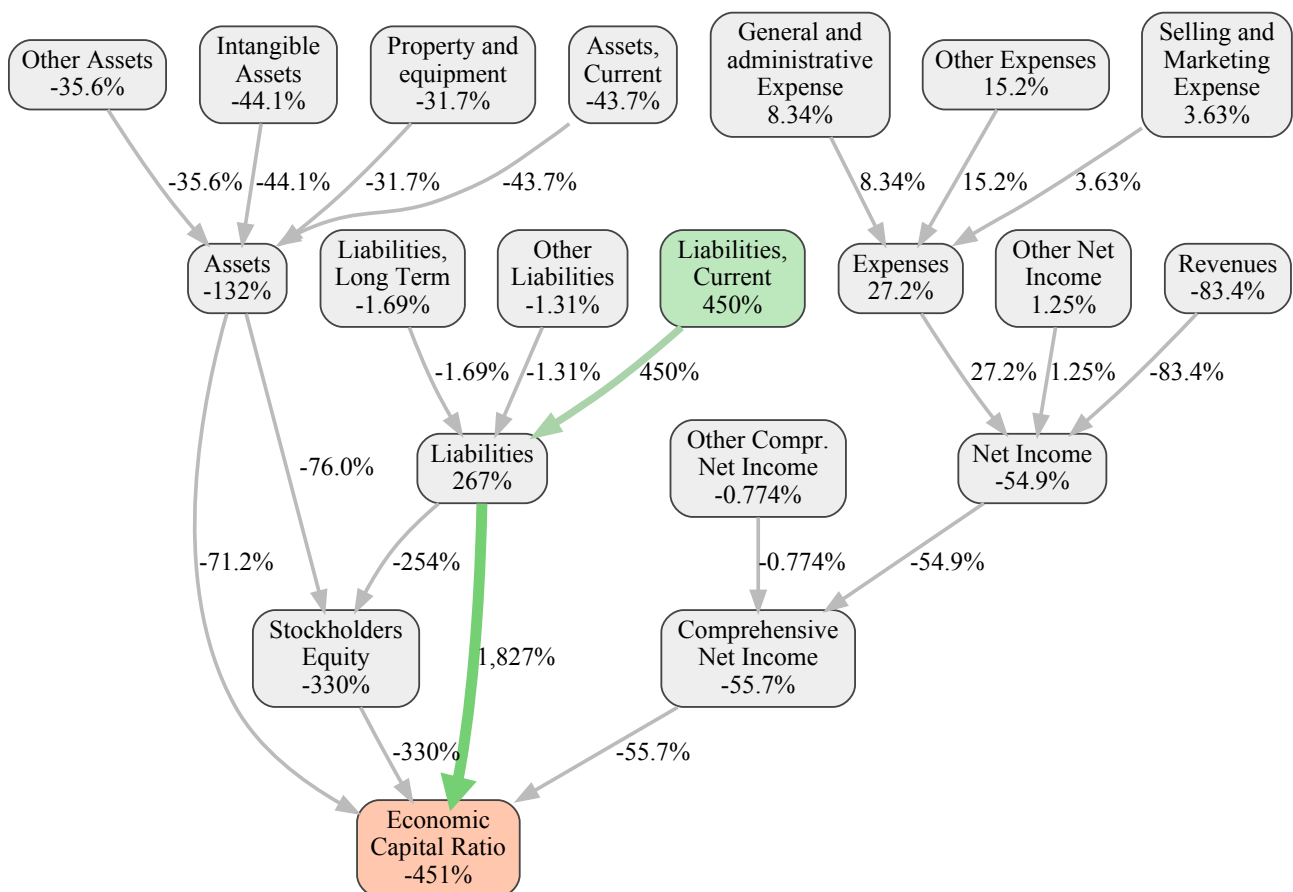 Other Assets
-35.6%
Intangible
Assets
-44.1%
Property and
equipment
-31.7%
Assets,
Current
-43.7%
General and
administrative
Expense
8.34%
Other Expenses
15.2%
Selling and
Marketing
Expense
3.63%
-35.6%
-44.1%
-31.7%
-43.7%
8.34%
15.2%
3.63%
Assets
-132%
Liabilities,
Long Term
-1.69%
Other
Liabilities
-1.31%
Liabilities,
Current
450%
Expenses
27.2%
Other Net
Income
1.25%
Revenues
-83.4%
-1.69%
-1.31%
450%
27.2%
1.25%
-83.4%
-76.0%
Liabilities
267%
Other Compr.
Net Income
-0.774%
Net Income
-54.9%
-71.2%
-254%
-0.774%
-54.9%
Stockholders
Equity
-330%
1,827%
Comprehensive
Net Income
-55.7%
-330%
-55.7%
Economic
Capital Ratio
-451%